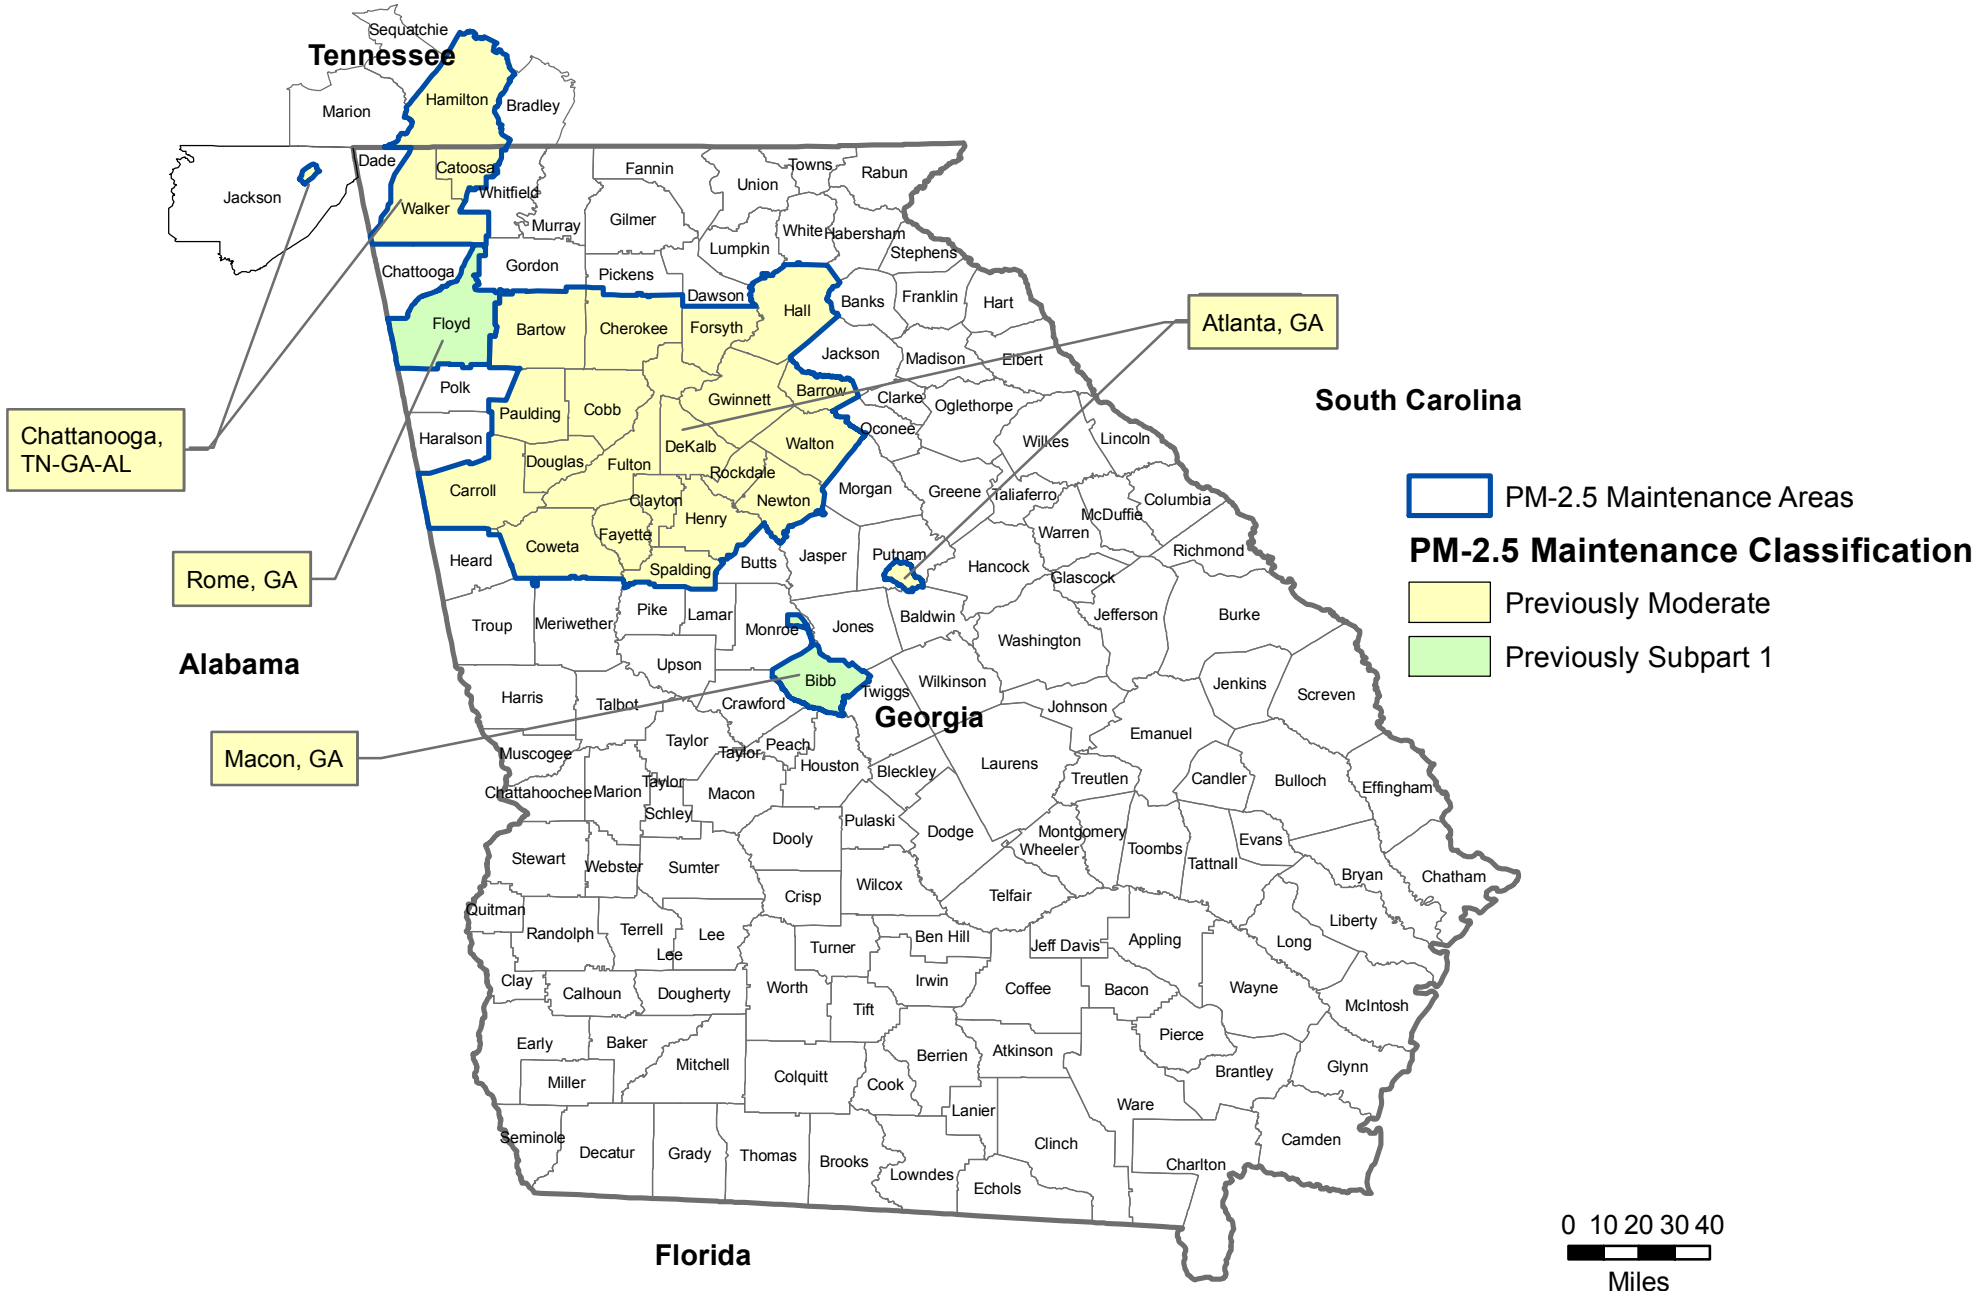 Sequatchie
Tennessee
Hamilton
Bradley
Marion
Dade
Catoosa
Fannin
Towns
Rabun
Union
Jackson
Whitfield
Walker
Murray
Gilmer
White
Habersham
Lumpkin
Stephens
Chattooga
Gordon
Pickens
Dawson
Banks
Franklin
Hart
Hall
Floyd
Bartow
Cherokee
Forsyth
Atlanta, GA
Jackson
Madison
Elbert
Polk
Barrow
Clarke
Oglethorpe
South Carolina
Paulding
Cobb
Gwinnett
Chattanooga,
TN-GA-AL
Haralson
Oconee
Wilkes
Lincoln
DeKalb
Walton
Douglas
Fulton
Rockdale
Carroll
Clayton
Newton
Morgan
Greene
Taliaferro
Columbia
PM-2.5 Maintenance Areas
McDuffie
Henry
Fayette
Warren
PM-2.5 Maintenance Classification
Coweta
Heard
Spalding
Butts
Jasper
Putnam
Hancock
Richmond
Glascock
Rome, GA
Previously Moderate
Troup
Meriwether
Pike
Lamar
Monroe
Jones
Baldwin
Jefferson
Burke
Washington
Alabama
Upson
Previously Subpart 1
Bibb
Twiggs
Wilkinson
Jenkins
Screven
Harris
Talbot
Crawford
Georgia
Johnson
Macon, GA
Muscogee
Taylor
Taylor
Peach
Houston
Emanuel
Bleckley
Laurens
Treutlen
Candler
Bulloch
Effingham
Chattahoochee
Marion
Taylor
Macon
Schley
Pulaski
Dodge
Montgomery
Wheeler
Toombs
Evans
Tattnall
Dooly
Stewart
Webster
Sumter
Crisp
Wilcox
Telfair
Bryan
Chatham
Quitman
Randolph
Terrell
Lee
Lee
Turner
Ben Hill
Jeff Davis
Appling
Long
Liberty
Clay
Calhoun
Dougherty
Worth
Irwin
Tift
Coffee
Bacon
Wayne
McIntosh
Early
Baker
Mitchell
Berrien
Atkinson
Pierce
Brantley
Glynn
Miller
Colquitt
Cook
Lanier
Ware
Clinch
Camden
Seminole
Decatur
Grady
Thomas
Brooks
Lowndes
Echols
Charlton
Florida
0 10 20 30 40
Miles